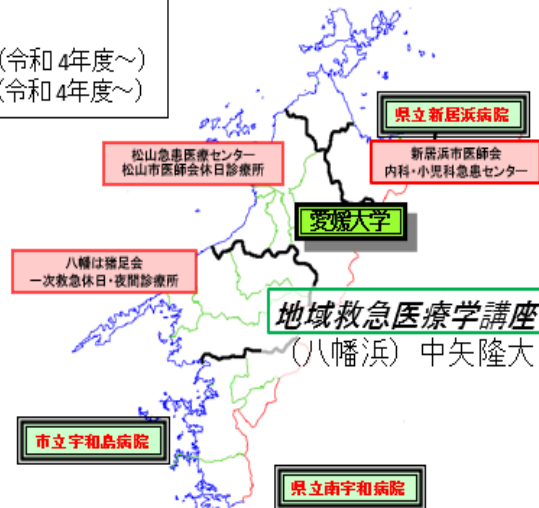 (令和4年度～)
(令和4年度～)
県立新居浜病院
松山急患医療センター
松山市医師会休日診療所
新居浜市医師会
内科・小児科急患センター
愛媛大学
八幡は猪足会
一次救急休日・夜間診療所
地域救急医療学講座
(八幡浜) 中矢隆大
市立宇和島病院
県立南宇和病院